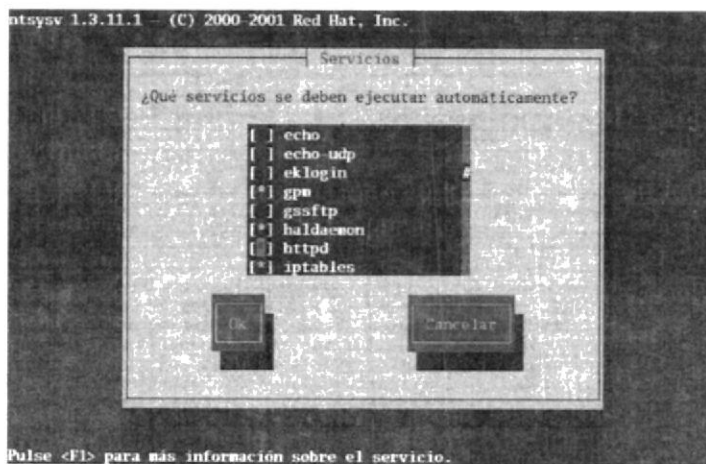 ntsysv 1.3.11.1 - (C) 2000-2001 Red Hat, Inc.
Servicios
¿Qué servicios se deben ejecutar automáticamente?
[ ] echo
[ ] echo-udp
[ ] eklogin #
[*] gpm
[ ] gssftp
[*] haldaemon
[ ] httpd
[*] iptables
Ok Cancelar
Pulse <F1> para más información sobre el servicio.